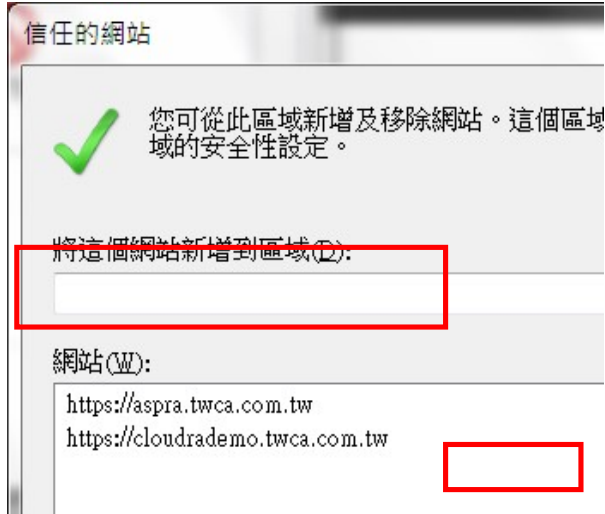 信任的網站
您可從此區域新增及移除網站。這個區域
域的安全性設定。
將這個網站新增到區域(D):
網站(W):
https://aspra.twca.com.tw
https://cloudrademo.twca.com.tw